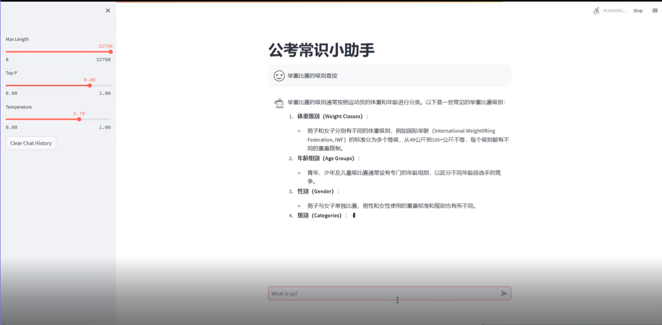 ×
RUNNING...
Stop
Max Length
32768
8
32768
Top P
0.80
0.00
1.00
Temperature
0.70
0.00
1.00
Clear Chat History
公考常识小助手
举重比赛的级别是按
举重比赛的级别通常按照运动员的体重和年龄进行分类。以下是一些常见的举重比赛级别：
1. 体重级别（Weight Classes）：
男子和女子分别有不同的体重级别，例如国际举联（International Weightlifting
Federation, IWF）的标准分为多个等级，从49公斤到105+公斤不等，每个级别都有不
同的重量限制。
2. 年龄组别（Age Groups）：
青年、少年及儿童级比赛通常设有专门的年龄组别，以区分不同年龄段选手的竞
争。
3. 性别（Gender）：
男子与女子单独比赛，男性和女性使用的重量标准和规则也有所不同。
4. 级别（Categories）：
What is up?